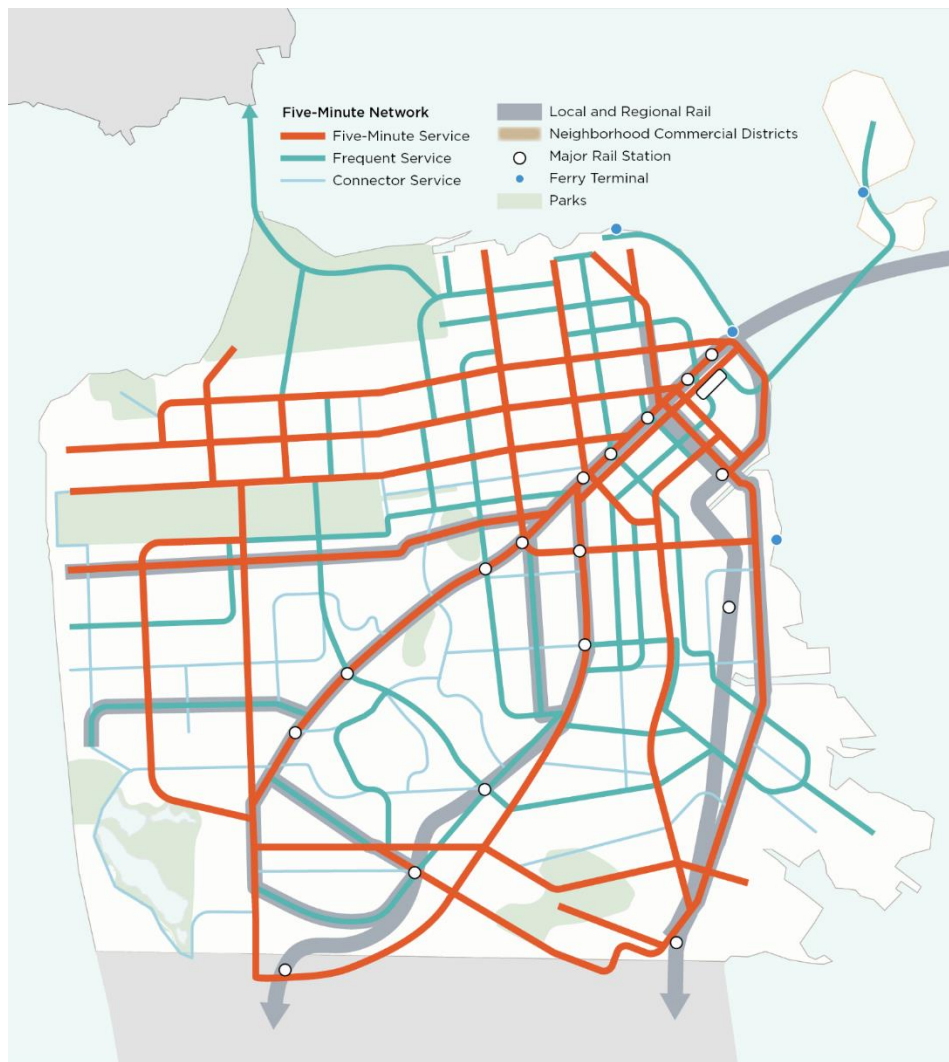 Five-Minute Network
Five-Minute Service
Frequent Service
Connector Service
Local and Regional Rail
Neighborhood Commercial Districts
Major Rail Station
Ferry Terminal
Parks